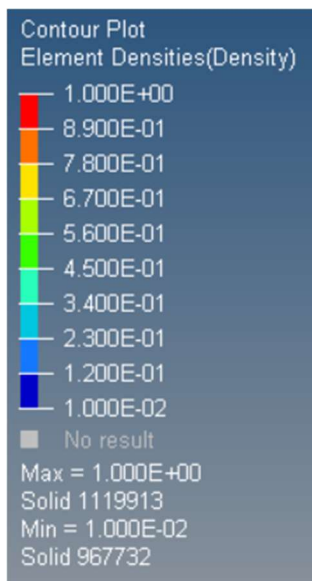 Contour Plot
Element Densities(Density)
1.000E+00
8.900E-01
7.800E-01
6.700E-01
5.600E-01
4.500E-01
3.400E-01
2.300E-01
1.200E-01
1.000E-02
No result
Max = 1.000E+00
Solid 1119913
Min = 1.000E-02
Solid 967732